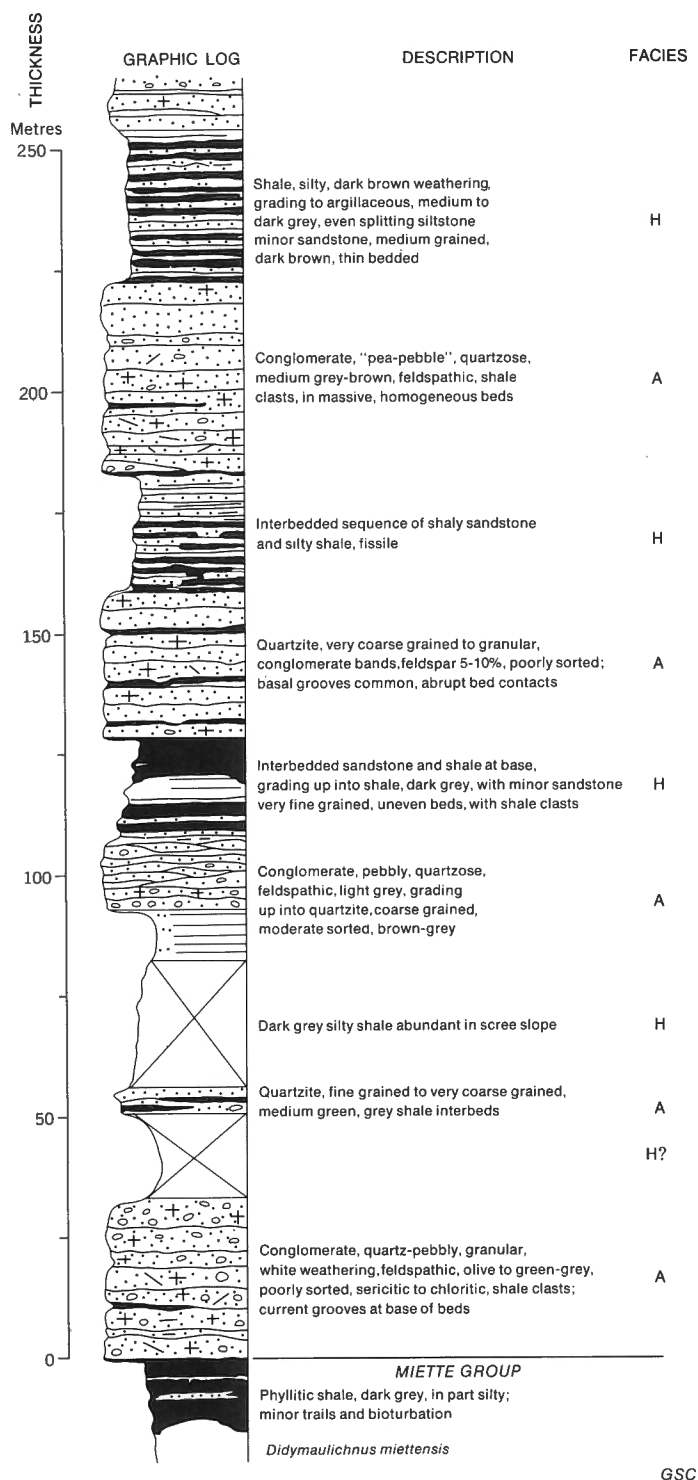 THICKNESS
GRAPHIC LOG
DESCRIPTION
FACIES
Metres
250
Shale, silty, dark brown weathering,
grading to argillaceous, medium to
dark grey, even splitting siltstone
minor sandstone, medium grained,
dark brown, thin bedded
H
200
Conglomerate, "pea-pebble", quartzose,
medium grey-brown, feldspathic, shale
clasts, in massive, homogeneous beds
A
Interbedded sequence of shaly sandstone
and silty shale, fissile
H
150
Quartzite, very coarse grained to granular,
conglomerate bands,feldspar 5-10%, poorly sorted;
basal grooves common, abrupt bed contacts
A
Interbedded sandstone and shale at base,
grading up into shale, dark grey, with minor sandstone
very fine grained, uneven beds, with shale clasts
H
100
Conglomerate, pebbly, quartzose,
feldspathic, light grey, grading
up into quartzite, coarse grained,
moderate sorted, brown-grey
A
Dark grey silty shale abundant in scree slope
H
Quartzite, fine grained to very coarse grained,
medium green, grey shale interbeds
A
50
H?
Conglomerate, quartz-pebbly, granular,
white weathering,feldspathic, olive to green-grey,
poorly sorted, sericitic to chloritic, shale clasts;
current grooves at base of beds
A
0
MIETTE GROUP
Phyllitic shale, dark grey, in part silty;
minor trails and bioturbation
Didymaulichnus miettensis
GSC